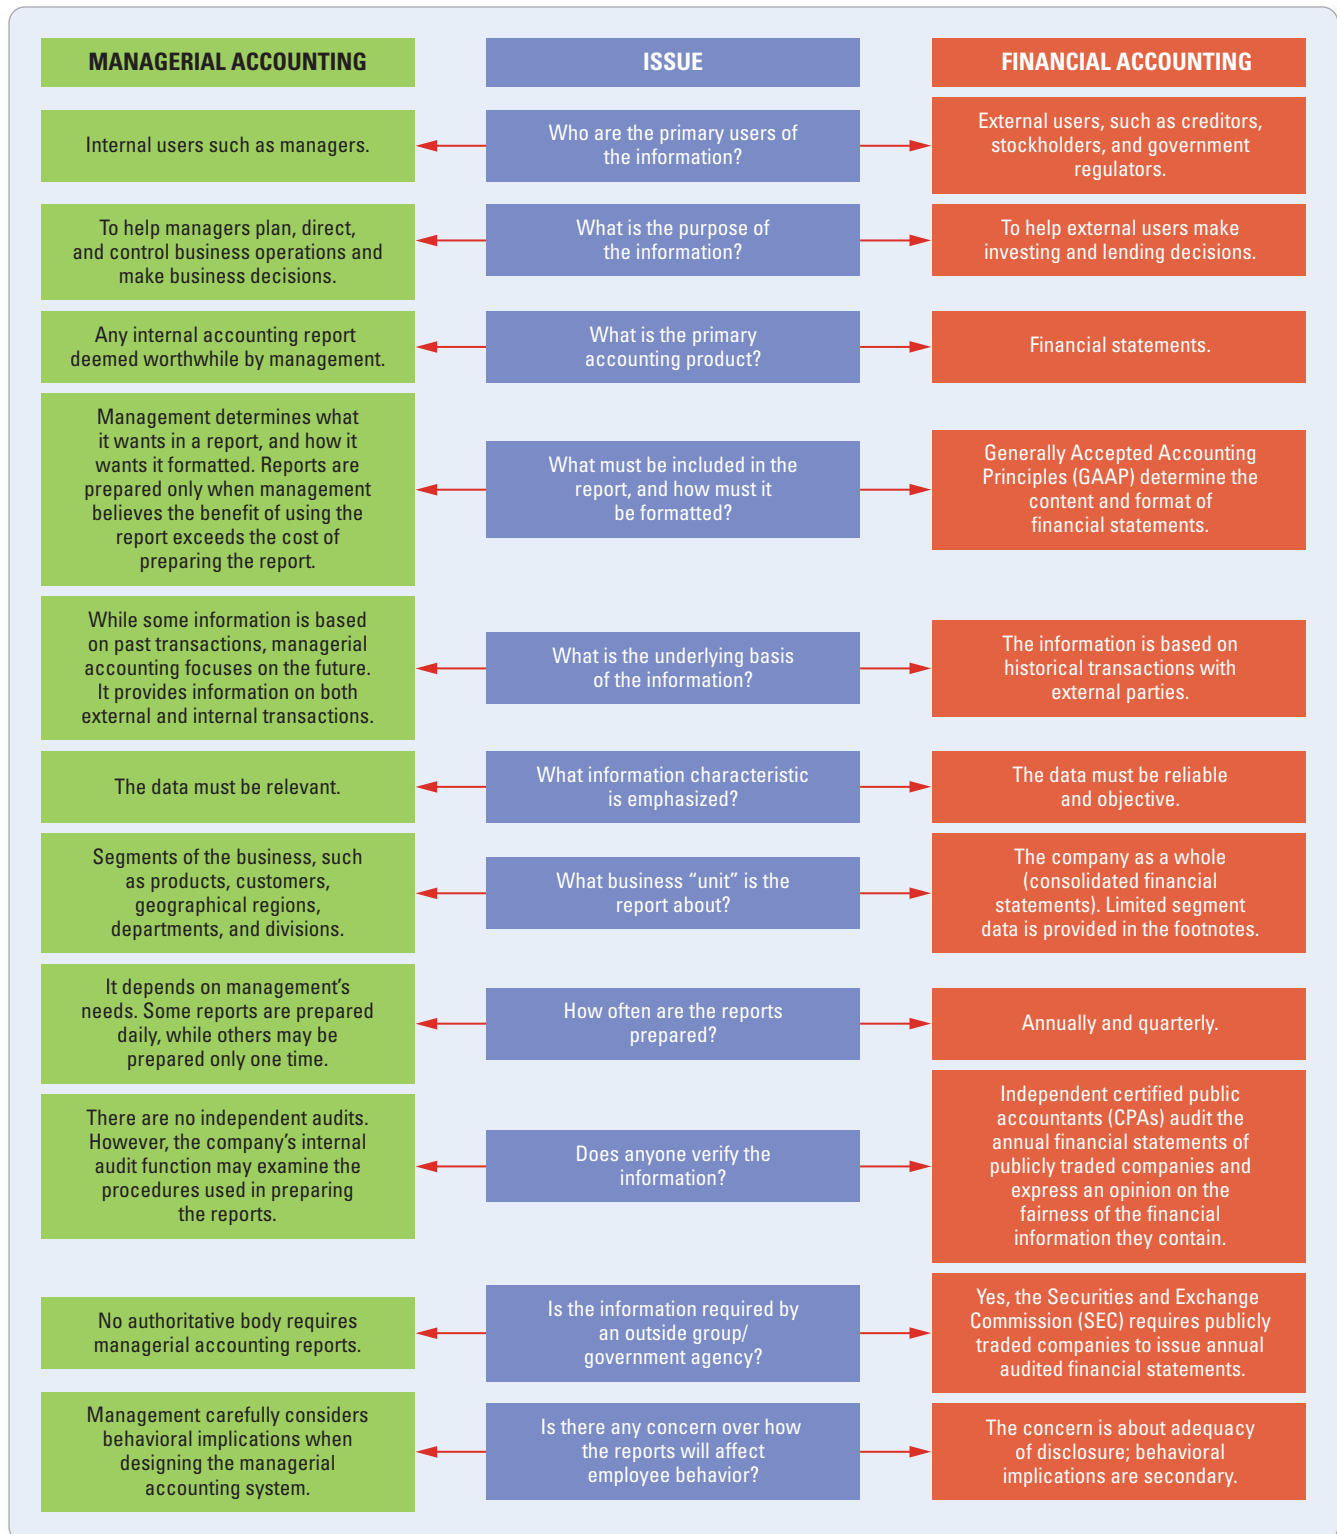 MANAGERIAL ACCOUNTING
ISSUE
FINANCIAL ACCOUNTING
Internal users such as managers.
Who are the primary users of
the information?
External users, such as creditors,
stockholders, and government
regulators.
To help managers plan, direct,
and control business operations and
make business decisions.
What is the purpose of
the information?
To help external users make
investing and lending decisions.
Any internal accounting report
deemed worthwhile by management.
What is the primary
accounting product?
Financial statements.
Management determines what
it wants in a report, and how it
wants it formatted. Reports are
prepared only when management
believes the benefit of using the
report exceeds the cost of
preparing the report.
What must be included in the
report, and how must it
be formatted?
Generally Accepted Accounting
Principles (GAAP) determine the
content and format of
financial statements.
While some information is based
on past transactions, managerial
accounting focuses on the future.
It provides information on both
external and internal transactions.
What is the underlying basis
of the information?
The information is based on
historical transactions with
external parties.
The data must be relevant.
What information characteristic
is emphasized?
The data must be reliable
and objective.
Segments of the business, such
as products, customers,
geographical regions,
departments, and divisions.
What business “unit” is the
report about?
The company as a whole
(consolidated financial
statements). Limited segment
data is provided in the footnotes.
It depends on management’s
needs. Some reports are prepared
daily, while others may be
prepared only one time.
How often are the reports
prepared?
Annually and quarterly.
There are no independent audits.
However, the company’s internal
audit function may examine the
procedures used in preparing
the reports.
Does anyone verify the
information?
Independent certified public
accountants (CPAs) audit the
annual financial statements of
publicly traded companies and
express an opinion on the
fairness of the financial
information they contain.
No authoritative body requires
managerial accounting reports.
Is the information required by
an outside group/
government agency?
Yes, the Securities and Exchange
Commission (SEC) requires publicly
traded companies to issue annual
audited financial statements.
Management carefully considers
behavioral implications when
designing the managerial
accounting system.
Is there any concern over how
the reports will affect
employee behavior?
The concern is about adequacy
of disclosure; behavioral
implications are secondary.